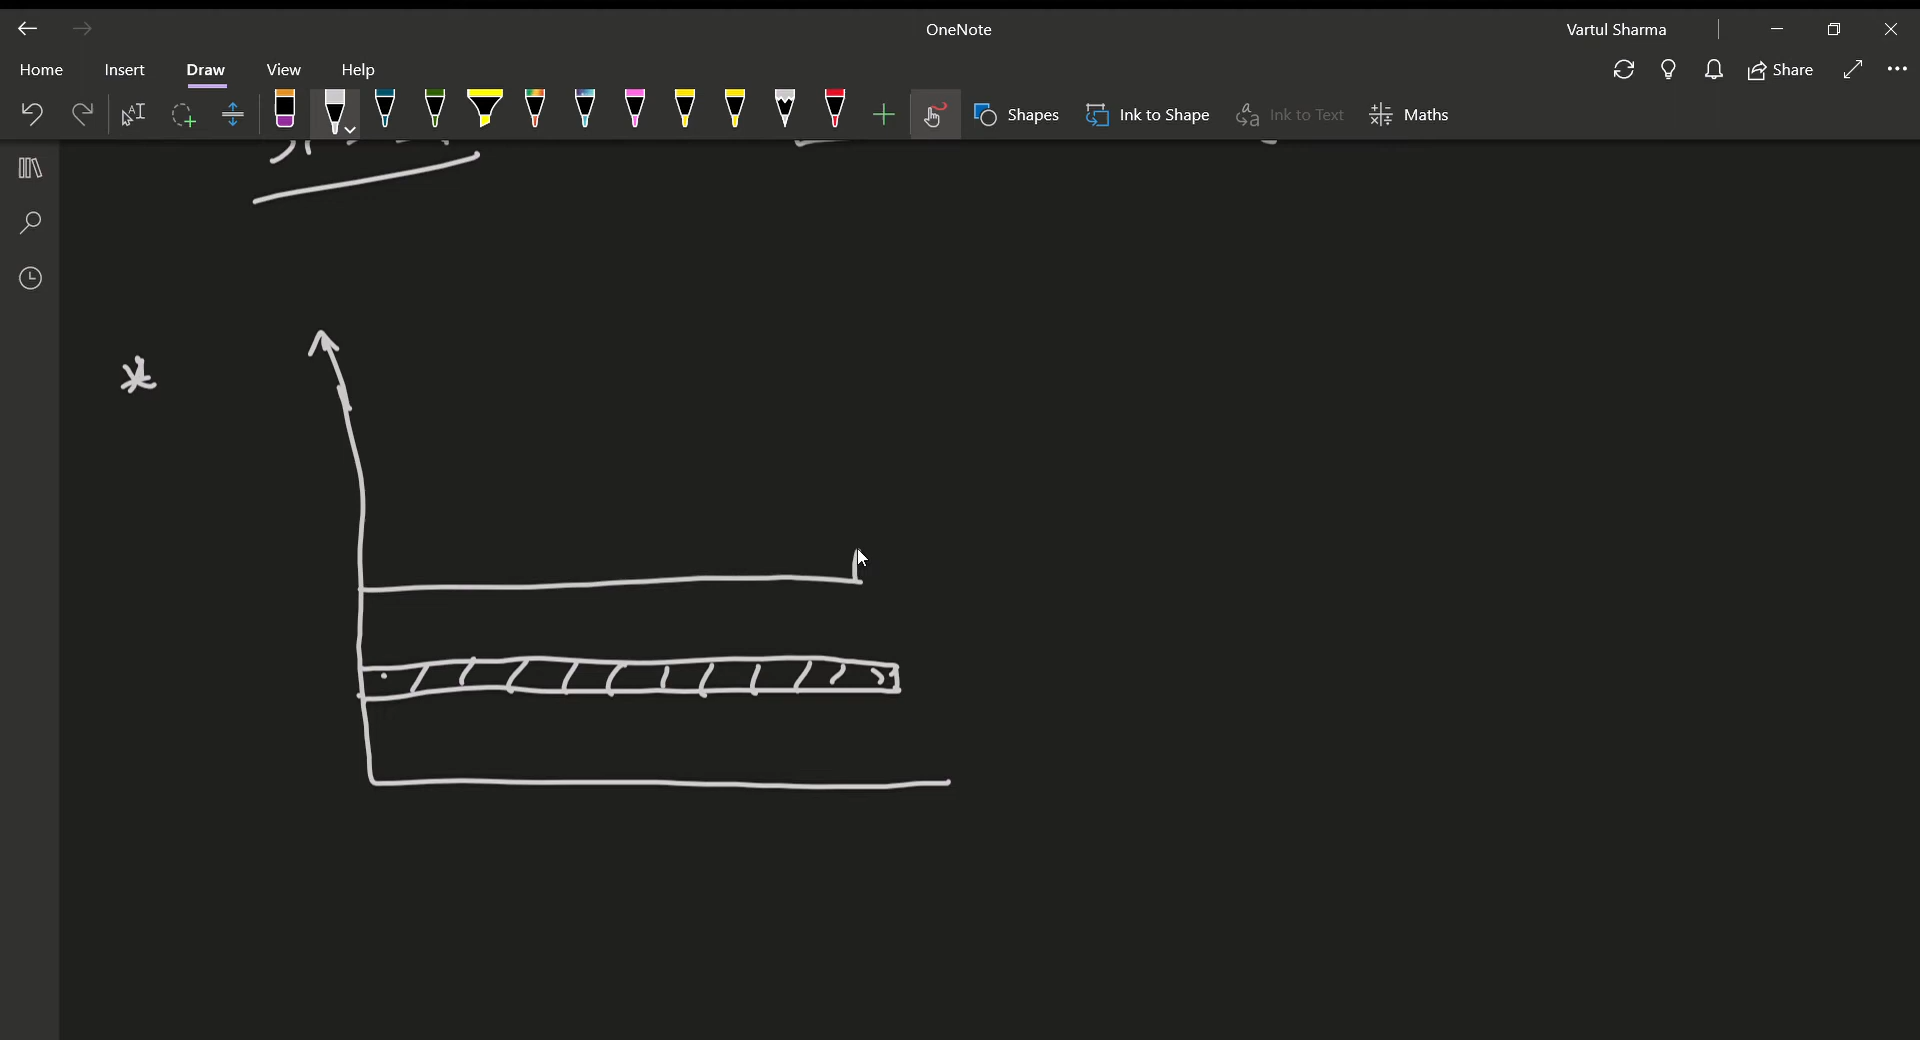 OneNote
Vartul Sharma
Home Insert Draw View Help
Share
Shapes Ink to Shape Ink to Text Maths
*